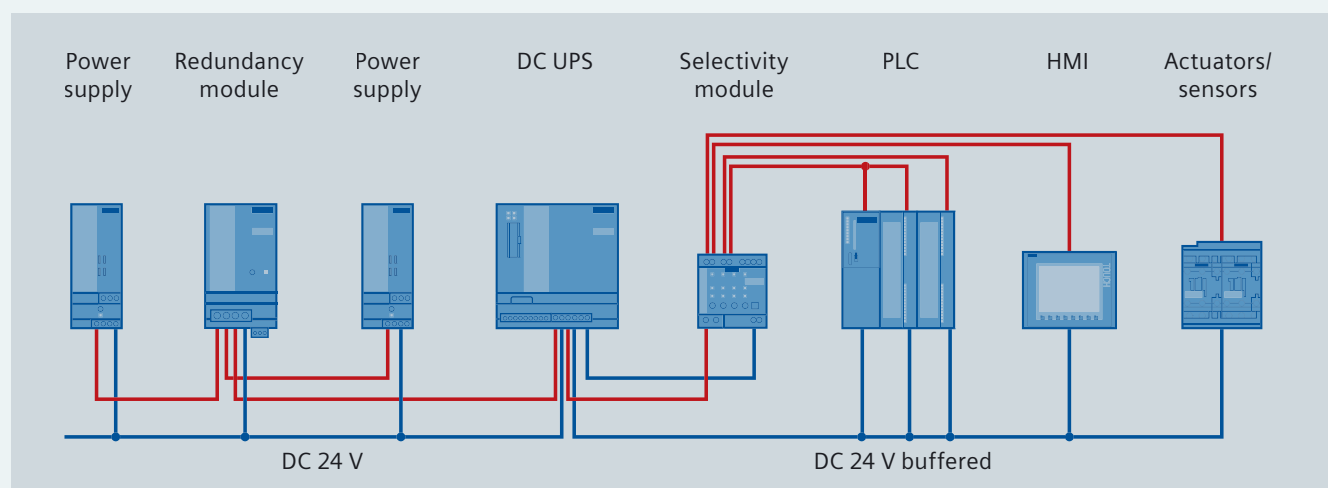 Power
supply
Redundancy
module
Power
supply
DC UPS
Selectivity
module
PLC
HMI
Actuators/
sensors
TOUCH
DC 24 V
DC 24 V buffered